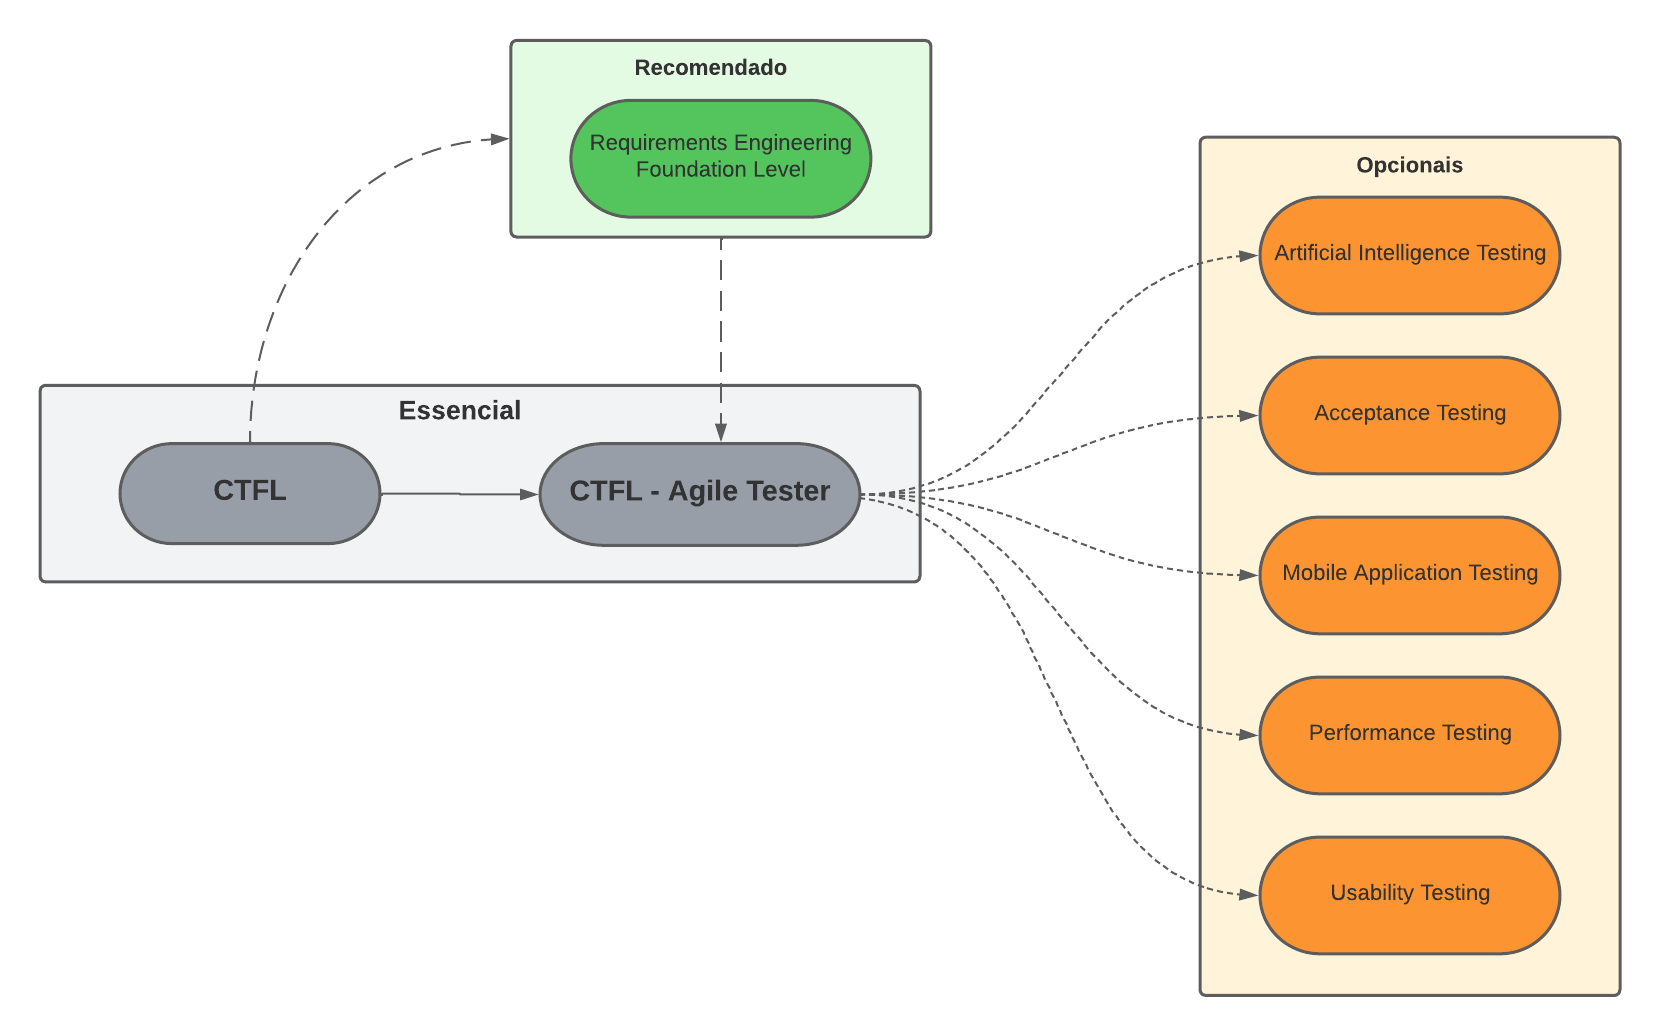 Recomendado
Requirements Engineering
Foundation Level
Essencial
CTFL
CTFL - Agile Tester
Opcionais
Artificial Intelligence Testing
Acceptance Testing
Mobile Application Testing
Performance Testing
Usability Testing